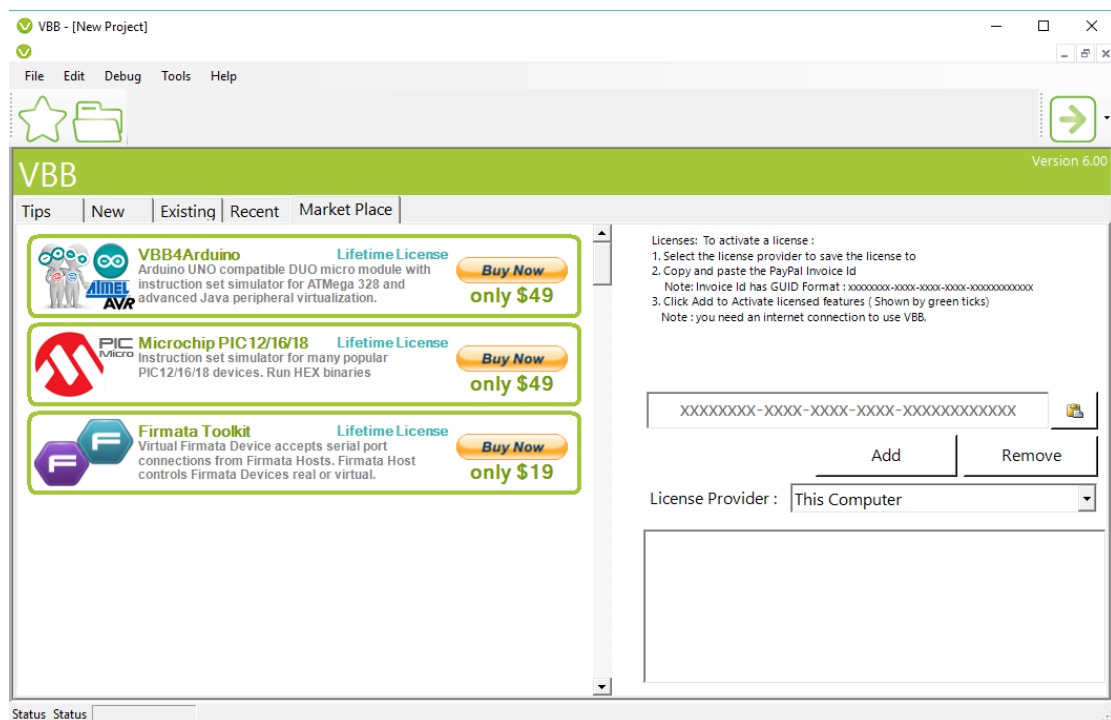 VBB - [New Project]
File Edit Debug Tools Help
VBB
Version 6.00
Tips New Existing Recent Market Place
VBB4Arduino Lifetime License
Arduino UNO compatible DUO micro module with
instruction set simulator for ATMega 328 and
advanced Java peripheral virtualization.
ATMEL
AVR
Buy Now
only $49
PIC
Micro
Microchip PIC12/16/18 Lifetime License
Instruction set simulator for many popular
PIC12/16/18 devices. Run HEX binaries
Buy Now
only $49
Firmata Toolkit Lifetime License
Virtual Firmata Device accepts serial port
connections from Firmata Hosts. Firmata Host
controls Firmata Devices real or virtual.
F F
Buy Now
only $19
Licenses: To activate a license :
1. Select the license provider to save the license to
2. Copy and paste the PayPal Invoice Id
Note: Invoice Id has GUID Format : xxxxxxxx-xxxx-xxxx-xxxx-xxxxxxxxxxxx
3. Click Add to Activate licensed features ( Shown by green ticks)
Note : you need an internet connection to use VBB.
XXXXXXXX-XXXX-XXXX-XXXX-XXXXXXXXXXXX
Add Remove
License Provider : This Computer
Status Status